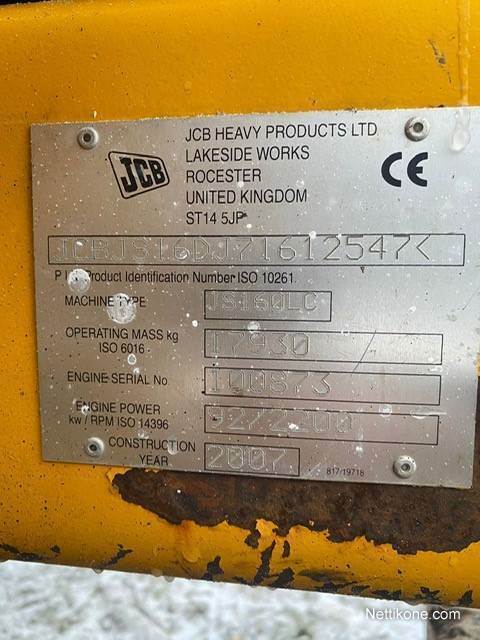 JCB HEAVY PRODUCTS LTD
LAKESIDE WORKS
ROCESTER
UNITED KINGDOM
ST14 5JP
JCB
CE
JCBJS16DJ71612547<
P I Product Identification Number ISO 10261.
MACHINE TYPE
JS160LC
OPERATING MASS kg
ISO 6016
17930
ENGINE SERIAL No.
100873
ENGINE POWER
kw / RPM ISO 14396
92/2200
CONSTRUCTION
YEAR
2007
817/19718
Nettikone.com